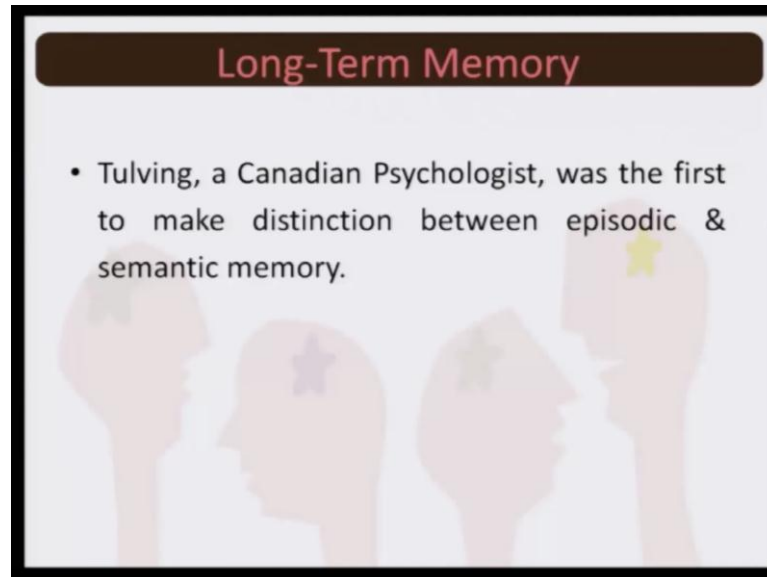 Long-Term Memory
• Tulving, a Canadian Psychologist, was the first
to make distinction between episodic &
semantic memory.